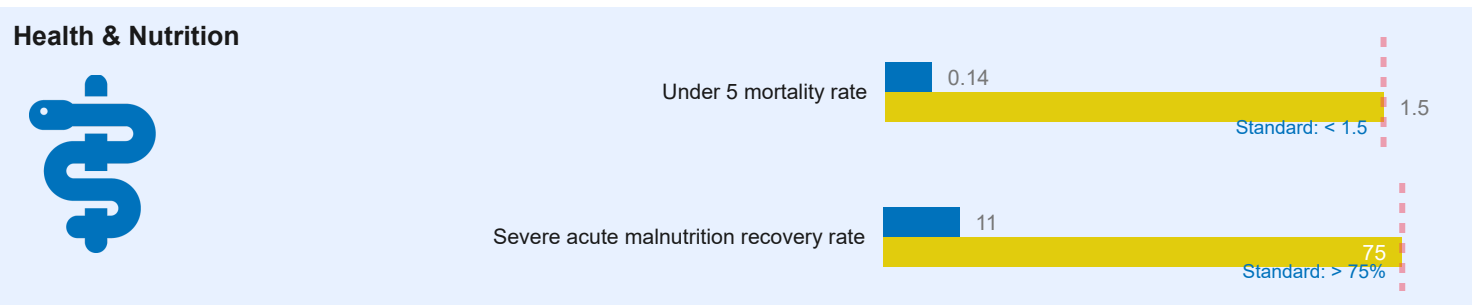 Health & Nutrition
Under 5 mortality rate
0.14
1.5
Standard: < 1.5
Severe acute malnutrition recovery rate
11
75
Standard: > 75%